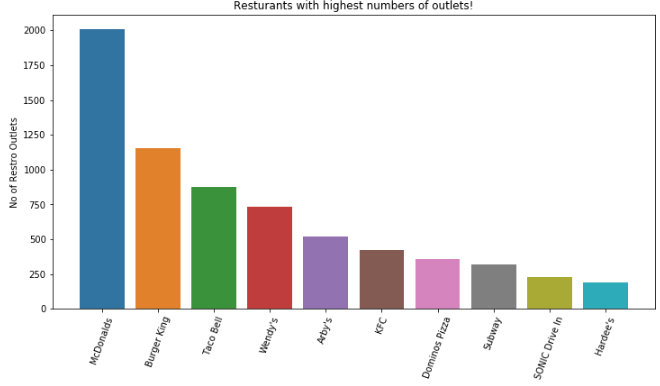 Resturants with highest numbers of outlets!
No of Restro Outlets
2000
1750
1500
1250
1000
750
500
250
0
McDonalds
Burger King
Taco Bell
Wendy's
Arby's
KFC
Dominos Pizza
Subway
SONIC Drive In
Hardee's